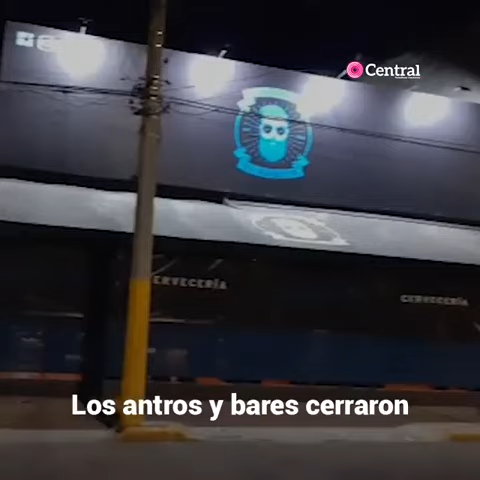 Central
CERVECERÍA
CERVECERÍA
Los antros y bares cerraron